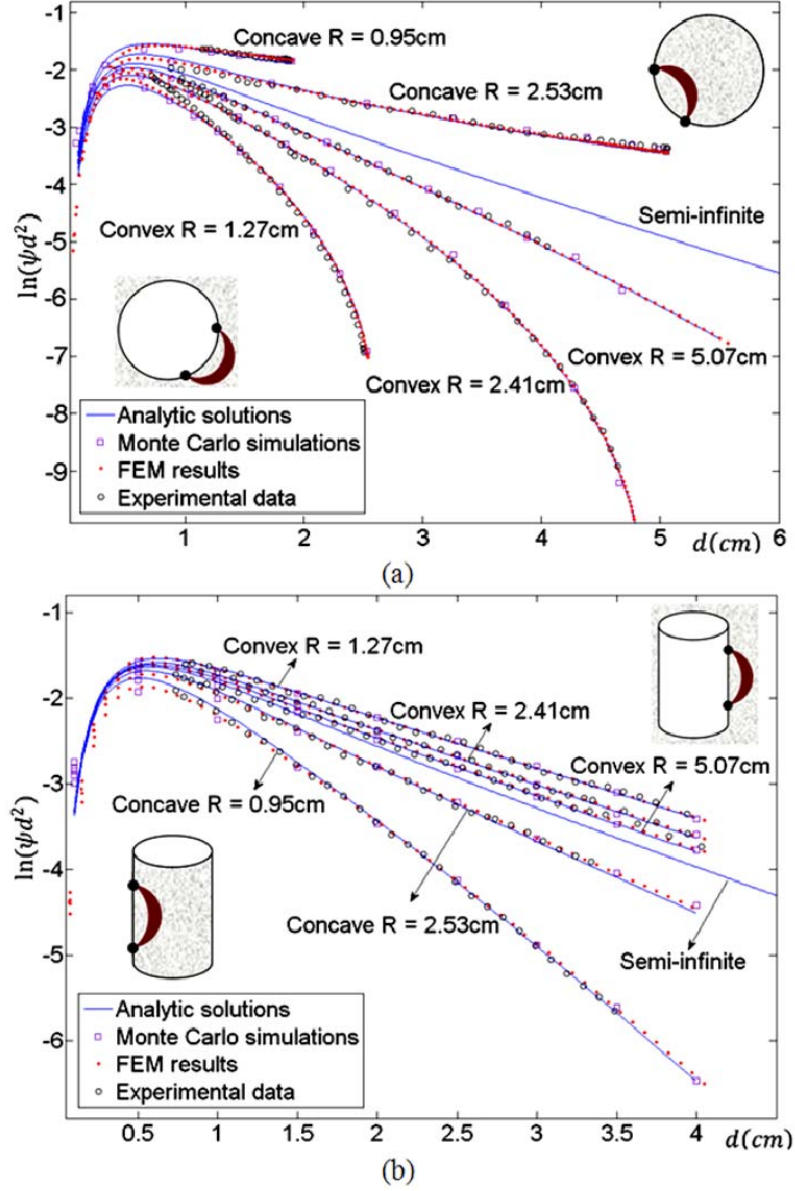 -1
-2
-3
-4
-5
-6
-7
-8
-9
ln(ψd²)
Concave R = 0.95cm
Concave R = 2.53cm
Semi-infinite
Convex R = 1.27cm
Convex R = 5.07cm
Convex R = 2.41cm
Analytic solutions
Monte Carlo simulations
FEM results
Experimental data
1 2 3 4 5 6
d(cm)
(a)
-1
-2
-3
-4
-5
-6
ln(ψd²)
Convex R = 1.27cm
Convex R = 2.41cm
Convex R = 5.07cm
Concave R = 0.95cm
Concave R = 2.53cm
Semi-infinite
Analytic solutions
Monte Carlo simulations
FEM results
Experimental data
0.5 1 1.5 2 2.5 3 3.5 4
d(cm)
(b)